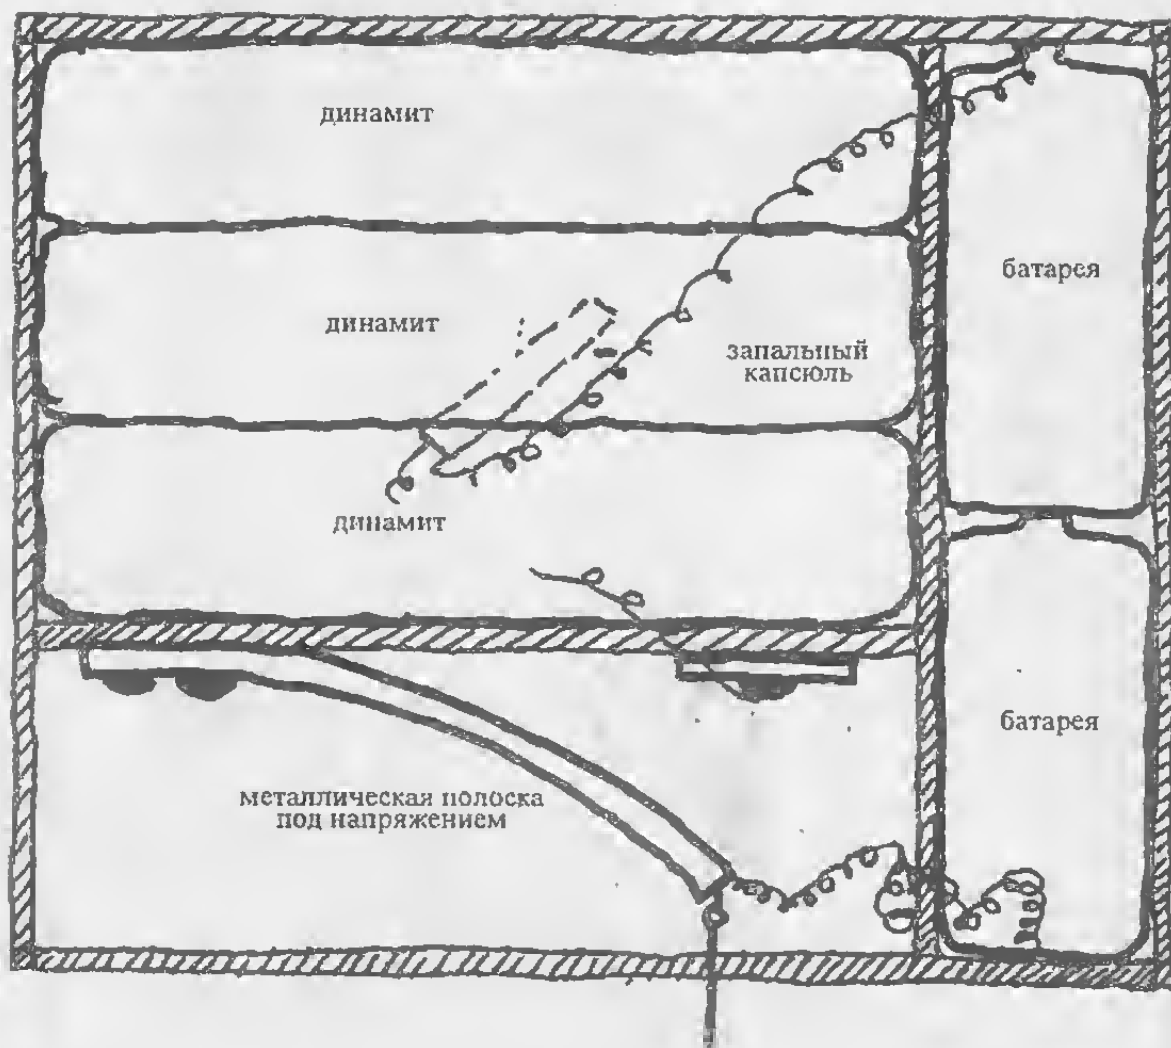 динамит
батарея
динамит
запальный
капсюль
динамит
батарея
металлическая полоска
под напряжением